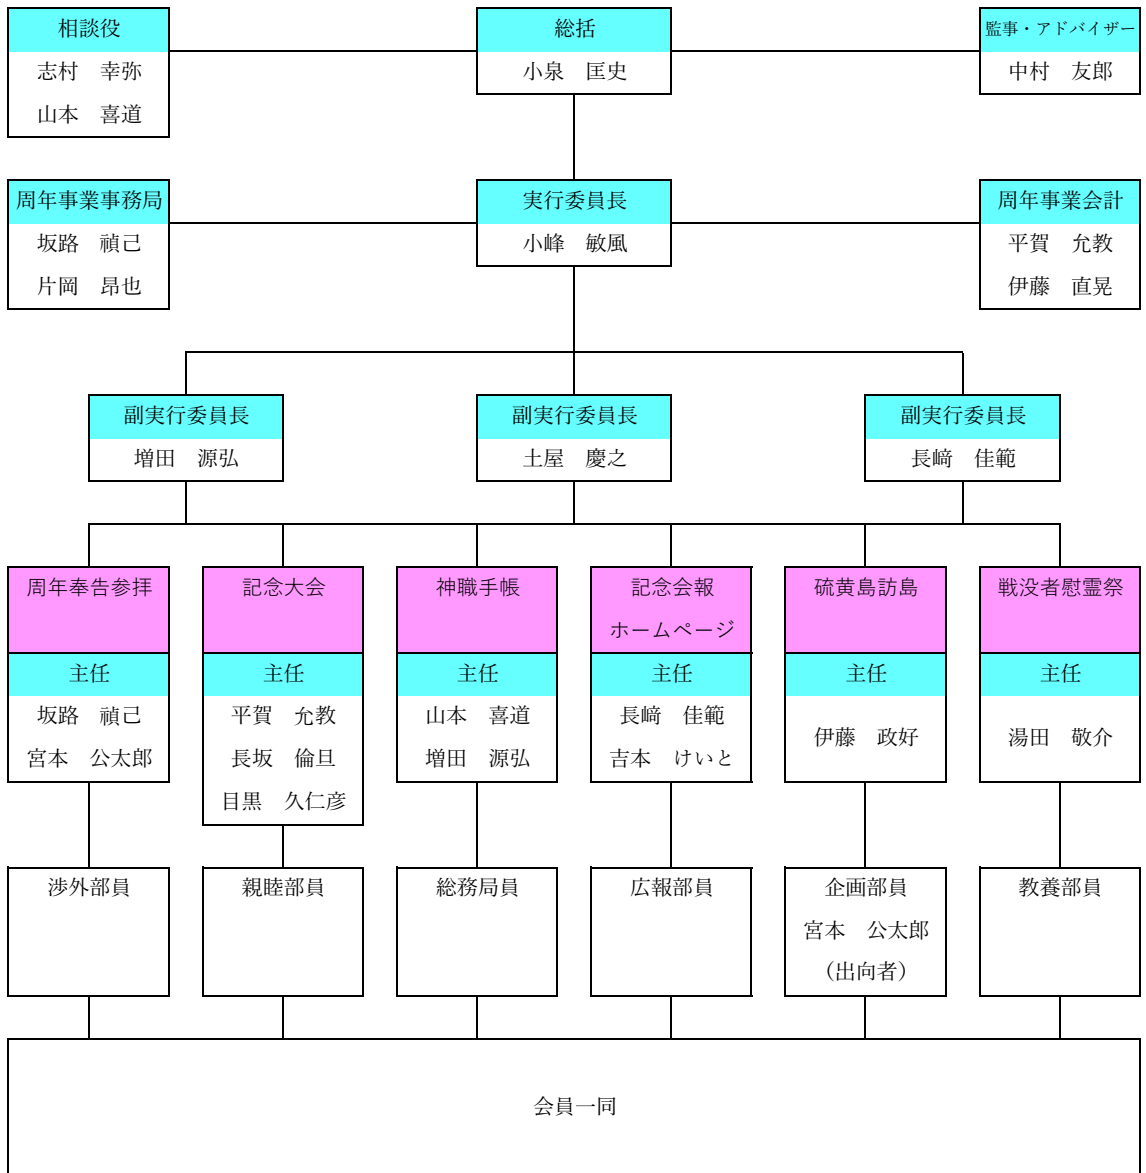 相談役
志村　幸弥
山本　喜道
総括
小泉　匡史
監事・アドバイザー
中村　友郎
周年事業事務局
坂路　禎己
片岡　昂也
実行委員長
小峰　敏風
周年事業会計
平賀　允教
伊藤　直晃
副実行委員長
増田　源弘
副実行委員長
土屋　慶之
副実行委員長
長﨑　佳範
周年奉告参拝
主任
坂路　禎己
宮本　公太郎
記念大会
主任
平賀　允教
長坂　倫旦
目黒　久仁彦
神職手帳
主任
山本　喜道
増田　源弘
記念会報
ホームページ
主任
長﨑　佳範
吉本　けいと
硫黄島訪島
主任
伊藤　政好
戦没者慰霊祭
主任
湯田　敬介
渉外部員
親睦部員
総務局員
広報部員
企画部員
宮本　公太郎
（出向者）
教養部員
会員一同